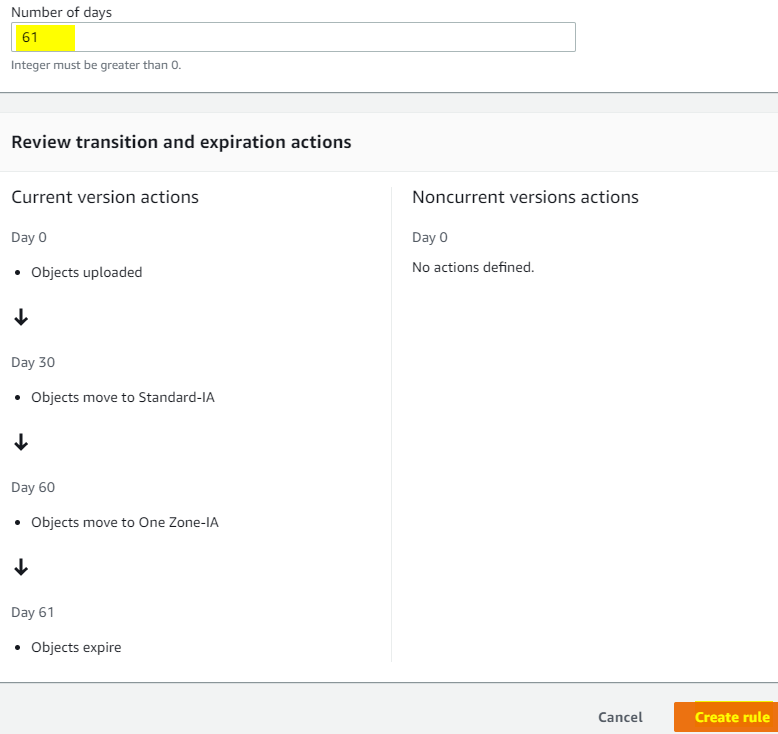 Number of days
61
Integer must be greater than 0.
Review transition and expiration actions
Current version actions
Day 0
Objects uploaded
Day 30
Objects move to Standard-IA
Day 60
Objects move to One Zone-IA
Day 61
Objects expire
Noncurrent versions actions
Day 0
No actions defined.
Cancel
Create rule